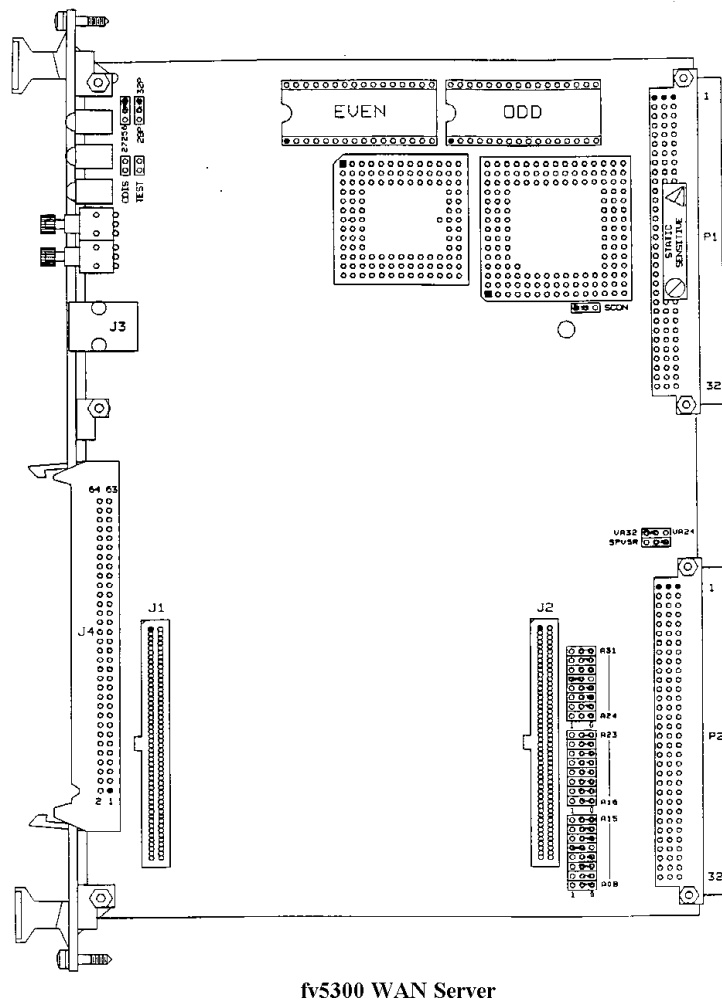 32P
27256
28P
CDIS
TEST
EVEN
ODD
1
P1
STATIC
SENSITIVE
32
SCON
J3
64 63
J4
2 1
VA32
VA24
SPVSR
J1
J2
1
P2
32
A31
A24
A23
A16
A15
A08
1
fv5300 WAN Server